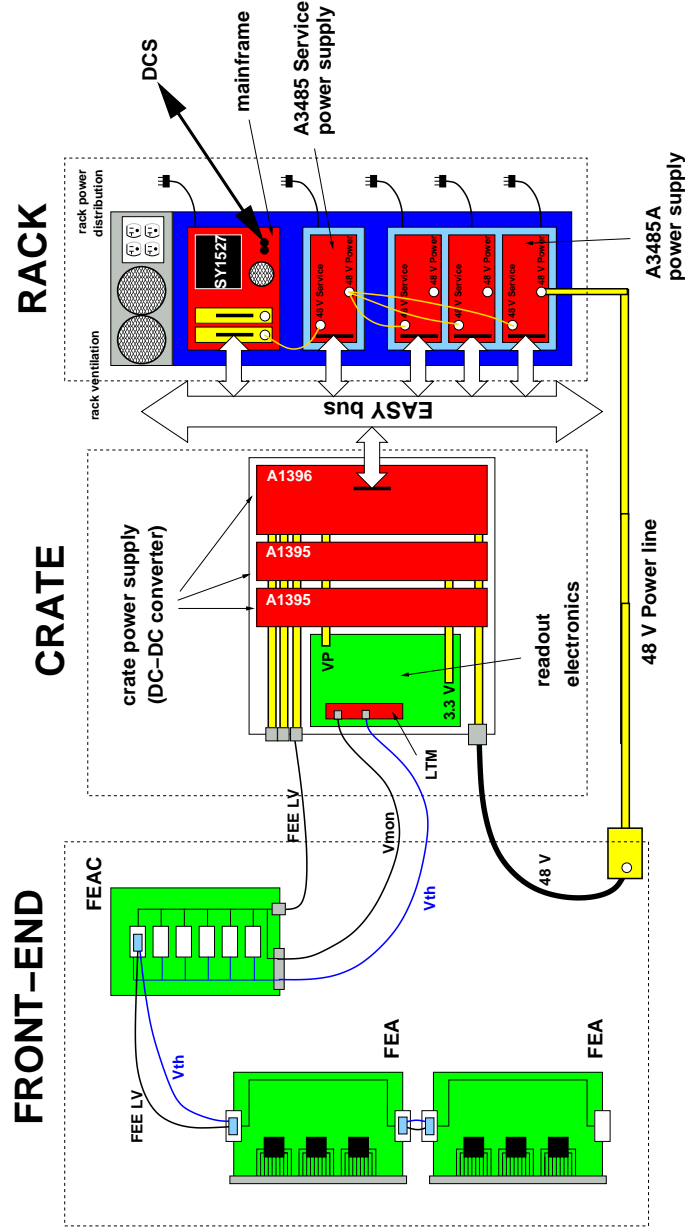 FRONT–END
CRATE
RACK
FEAC
FEE LV
Vth
FEA
FEA
FEE LV
Vmon
Vth
48 V
crate power supply
(DC–DC converter)
A1395
A1395
A1396
VP
3.3 V
LTM
readout
electronics
48 V Power line
EASY bus
rack ventilation
rack power
distribution
SY1527
DCS
mainframe
48 V Service
48 V Power
A3485 Service
power supply
48 V Service
48 V Power
48 V Service
48 V Power
48 V Service
48 V Power
A3485A
power supply